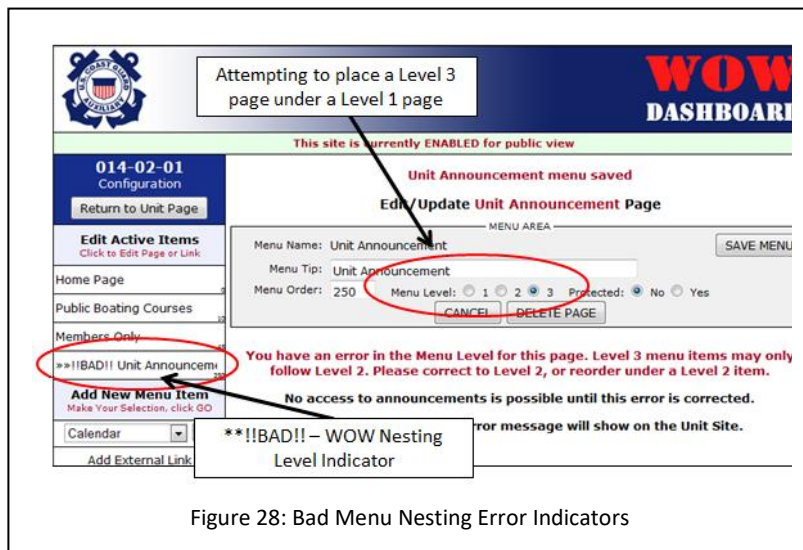 Attempting to place a Level 3
page under a Level 1 page
U.S. COAST GUARD
AUXILIARY
WOW
DASHBOARD
This site is currently ENABLED for public view
014-02-01
Configuration
Return to Unit Page
Unit Announcement menu saved
Edit/Update Unit Announcement Page
Edit Active Items
Click to Edit Page or Link
Home Page
Public Boating Courses
Members Only
»»!!BAD!! Unit Announceme
Add New Menu Item
Make Your Selection, click GO
Calendar
Add External Link
MENU AREA
Menu Name: Unit Announcement
SAVE MENU
Menu Tip: Unit Announcement
Menu Order: 250 Menu Level: 1 2 3 Protected: No Yes
CANCEL DELETE PAGE
You have an error in the Menu Level for this page. Level 3 menu items may only
follow Level 2. Please correct to Level 2, or reorder under a Level 2 item.
No access to announcements is possible until this error is corrected.
error message will show on the Unit Site.
**!!BAD!! – WOW Nesting
Level Indicator
Figure 28: Bad Menu Nesting Error Indicators